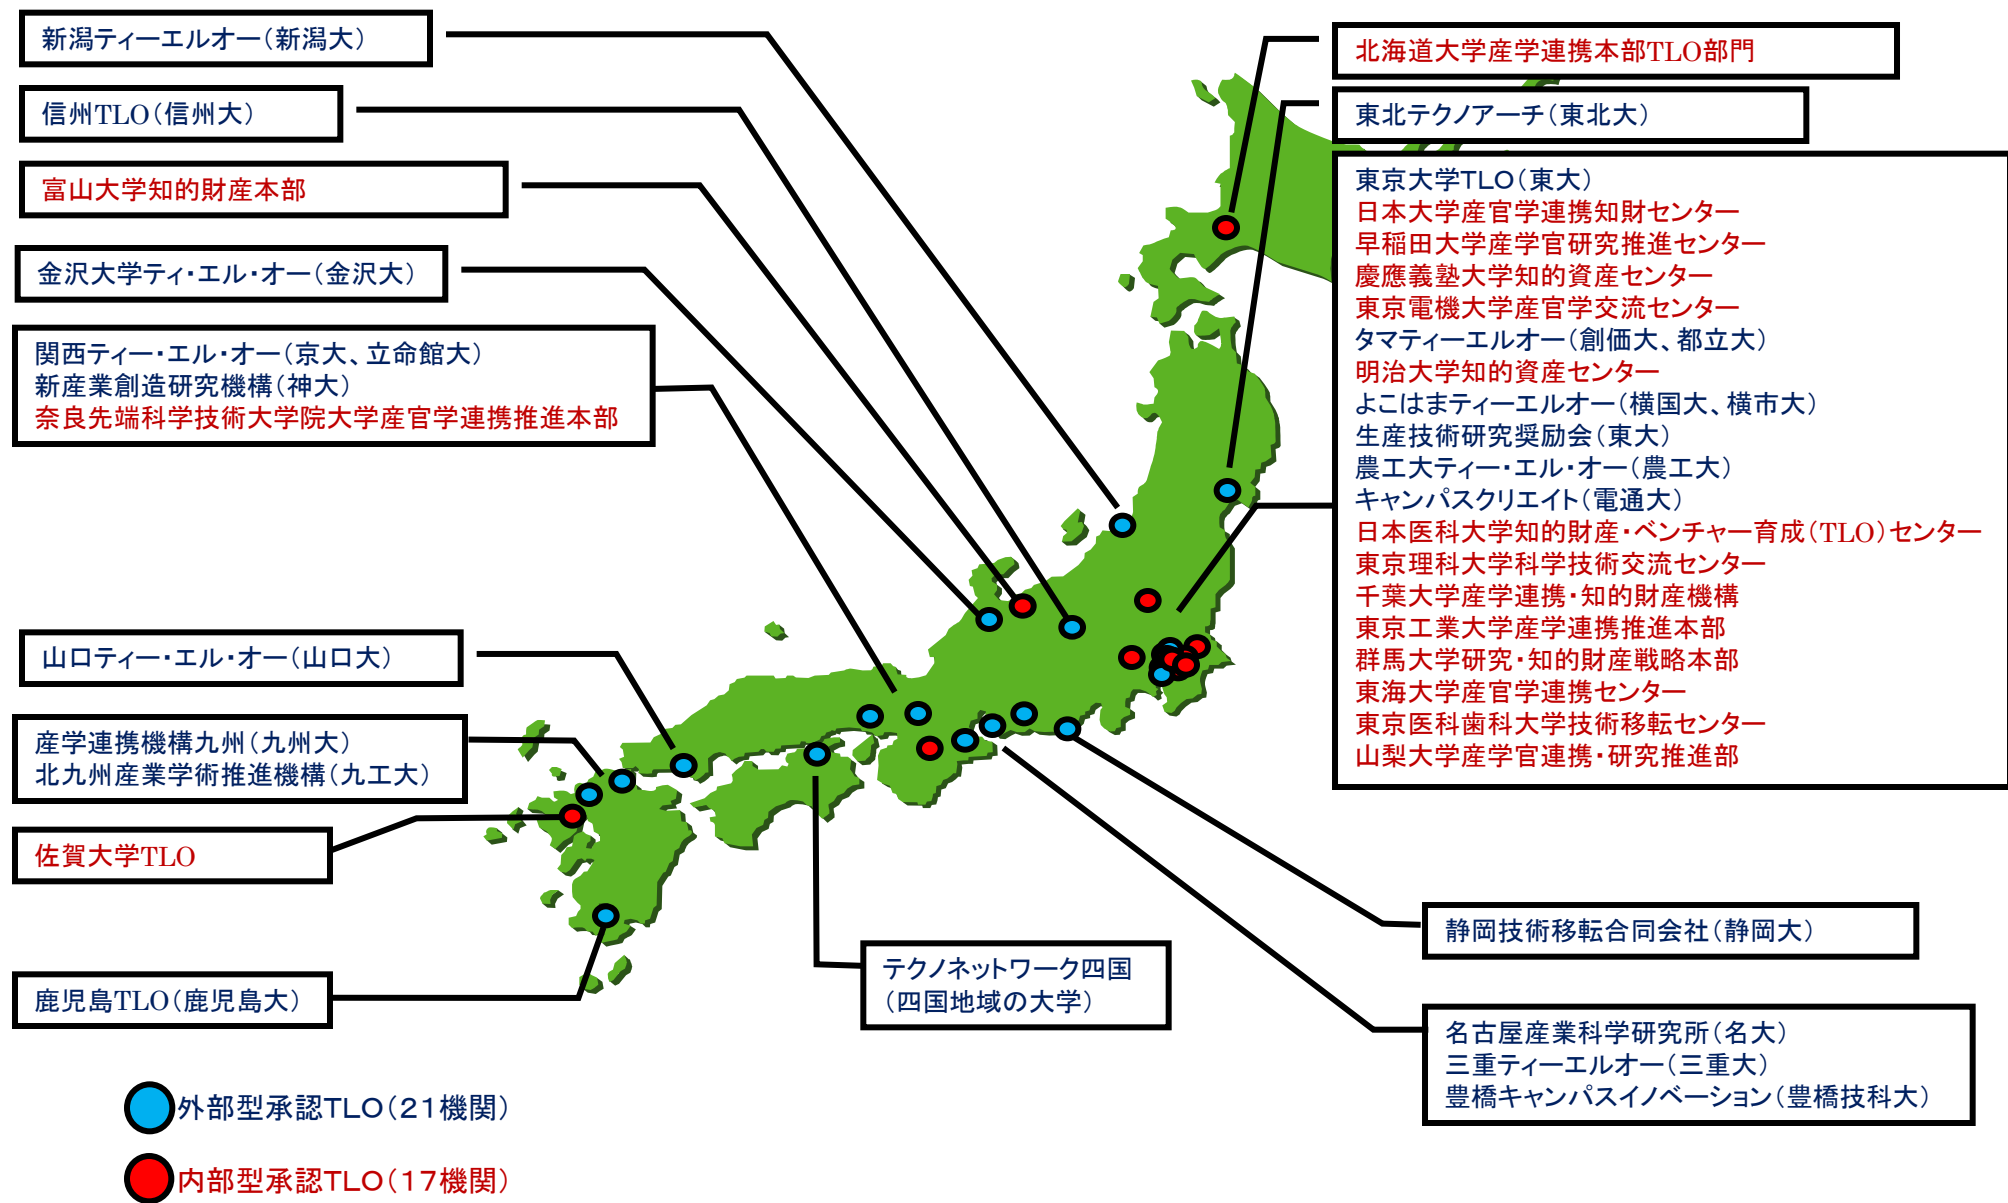 新潟ティーエルオー（新潟大）
信州TLO（信州大）
富山大学知的財産本部
金沢大学ティ・エル・オー（金沢大）
関西ティー・エル・オー（京大、立命館大）
新産業創造研究機構（神大）
奈良先端科学技術大学院大学産官学連携推進本部
山口ティー・エル・オー（山口大）
産学連携機構九州（九州大）
北九州産業学術推進機構（九工大）
佐賀大学TLO
鹿児島TLO（鹿児島大）
北海道大学産学連携本部TLO部門
東北テクノアーチ（東北大）
東京大学TLO（東大）
日本大学産官学連携知財センター
早稲田大学産学官研究推進センター
慶應義塾大学知的資産センター
東京電機大学産官学交流センター
タマティーエルオー（創価大、都立大）
明治大学知的資産センター
よこはまティーエルオー（横国大、横市大）
生産技術研究奨励会（東大）
農工大ティー・エル・オー（農工大）
キャンパスクリエイト（電通大）
日本医科大学知的財産・ベンチャー育成（TLO）センター
東京理科大学科学技術交流センター
千葉大学産学連携・知的財産機構
東京工業大学産学連携推進本部
群馬大学研究・知的財産戦略本部
東海大学産官学連携センター
東京医科歯科大学技術移転センター
山梨大学産学官連携・研究推進部
静岡技術移転合同会社（静岡大）
テクノネットワーク四国
（四国地域の大学）
名古屋産業科学研究所（名大）
三重ティーエルオー（三重大）
豊橋キャンパスイノベーション（豊橋技科大）
外部型承認TLO（21機関）
内部型承認TLO（17機関）